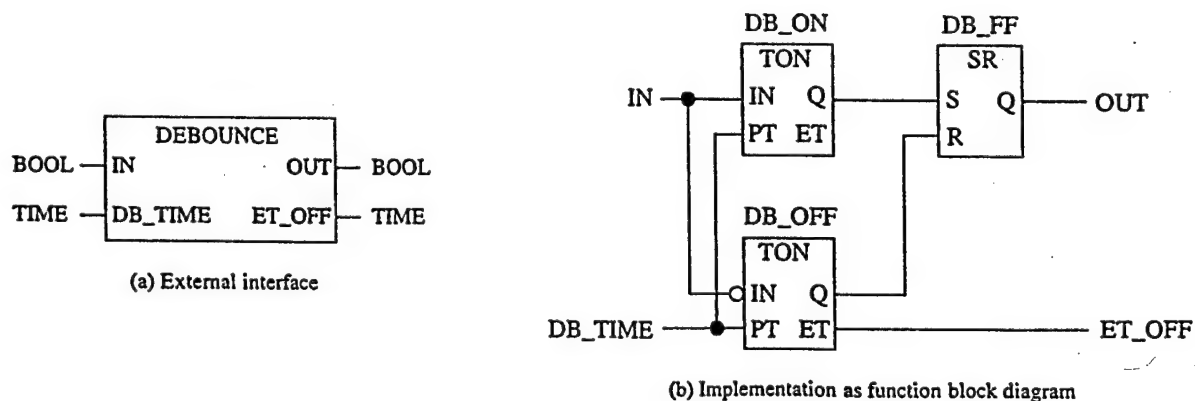 DEBOUNCE
BOOL IN OUT BOOL
TIME DB_TIME ET_OFF TIME
(a) External interface
DB_ON DB_FF
TON SR
IN IN Q S Q OUT
PT ET R
DB_OFF
TON
IN Q
DB_TIME PT ET ET_OFF
(b) Implementation as function block diagram